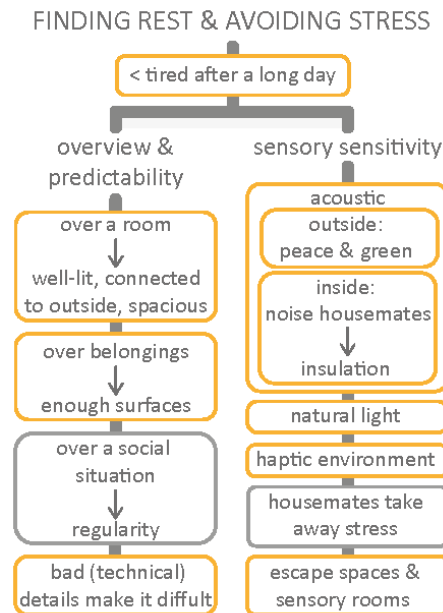 FINDING REST & AVOIDING STRESS
< tired after a long day
overview &
predictability
over a room
well-lit, connected
to outside, spacious
over belongings
enough surfaces
over a social
situation
regularity
bad (technical)
details make it diffult
sensory sensitivity
acoustic
outside:
peace & green
inside:
noise housemates
insulation
natural light
haptic environment
housemates take
away stress
escape spaces &
sensory rooms